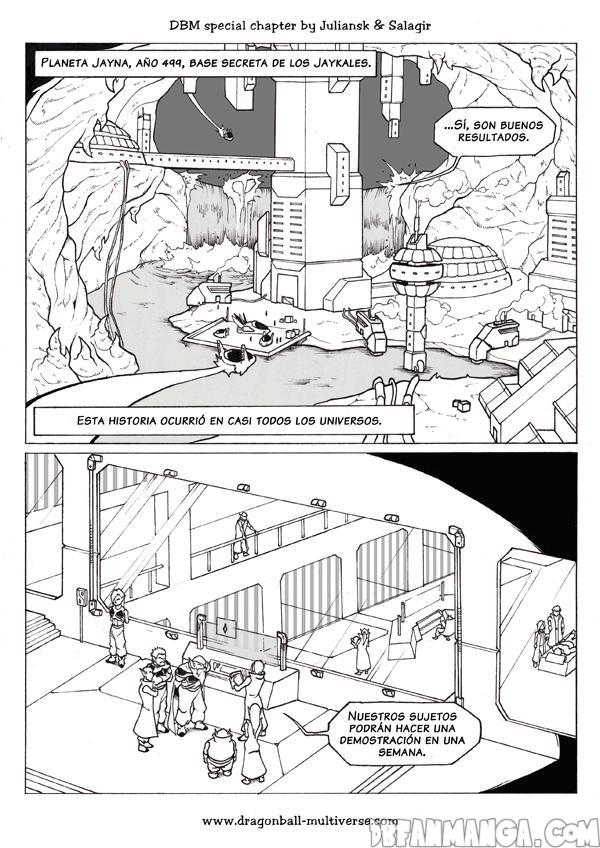 DBM special chapter by Juliansk & Salagir
PLANETA JAYNA, AÑO 499, BASE SECRETA DE LOS JAYKALES.
...SÍ, SON BUENOS
RESULTADOS.
ESTA HISTORIA OCURRIÓ EN CASI TODOS LOS UNIVERSOS.
NUESTROS SUJETOS
PODRÁN HACER UNA
DEMOSTRACIÓN EN UNA
SEMANA.
www.dragonball-multiverse.com
DBFANMANGA.COM